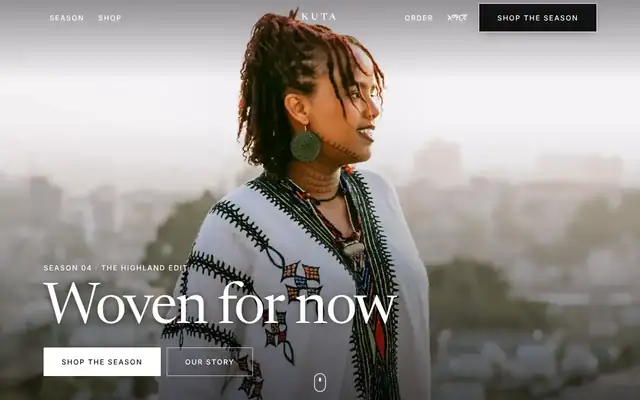 SEASON SHOP KUTA ORDER አማርኛ SHOP THE SEASON
SEASON 04 · THE HIGHLAND EDIT
Woven for now
SHOP THE SEASON OUR STORY